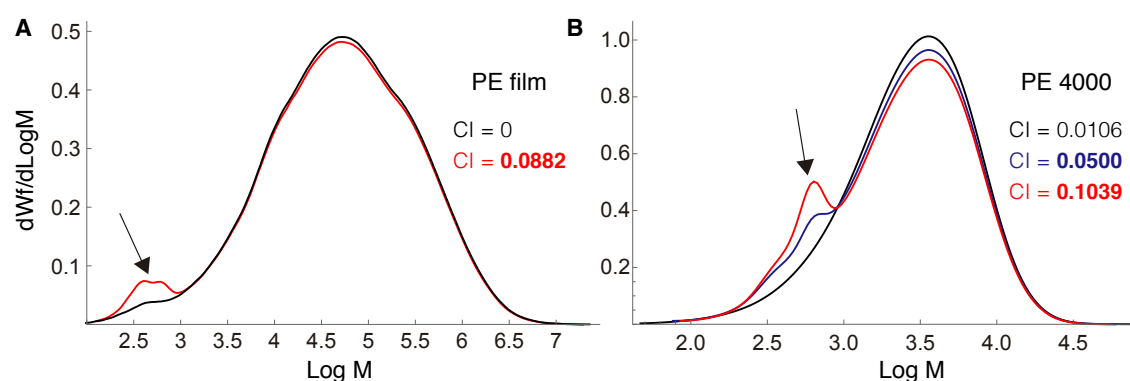 A
dWf/dLogM
0.5
0.4
0.3
0.2
0.1
PE film
CI = 0
CI = 0.0882
2.5 3 3.5 4 4.5 5 5.5 6 6.5 7
Log M
B
1.0
0.8
0.6
0.4
0.2
PE 4000
CI = 0.0106
CI = 0.0500
CI = 0.1039
2.0 2.5 3.0 3.5 4.0 4.5
Log M